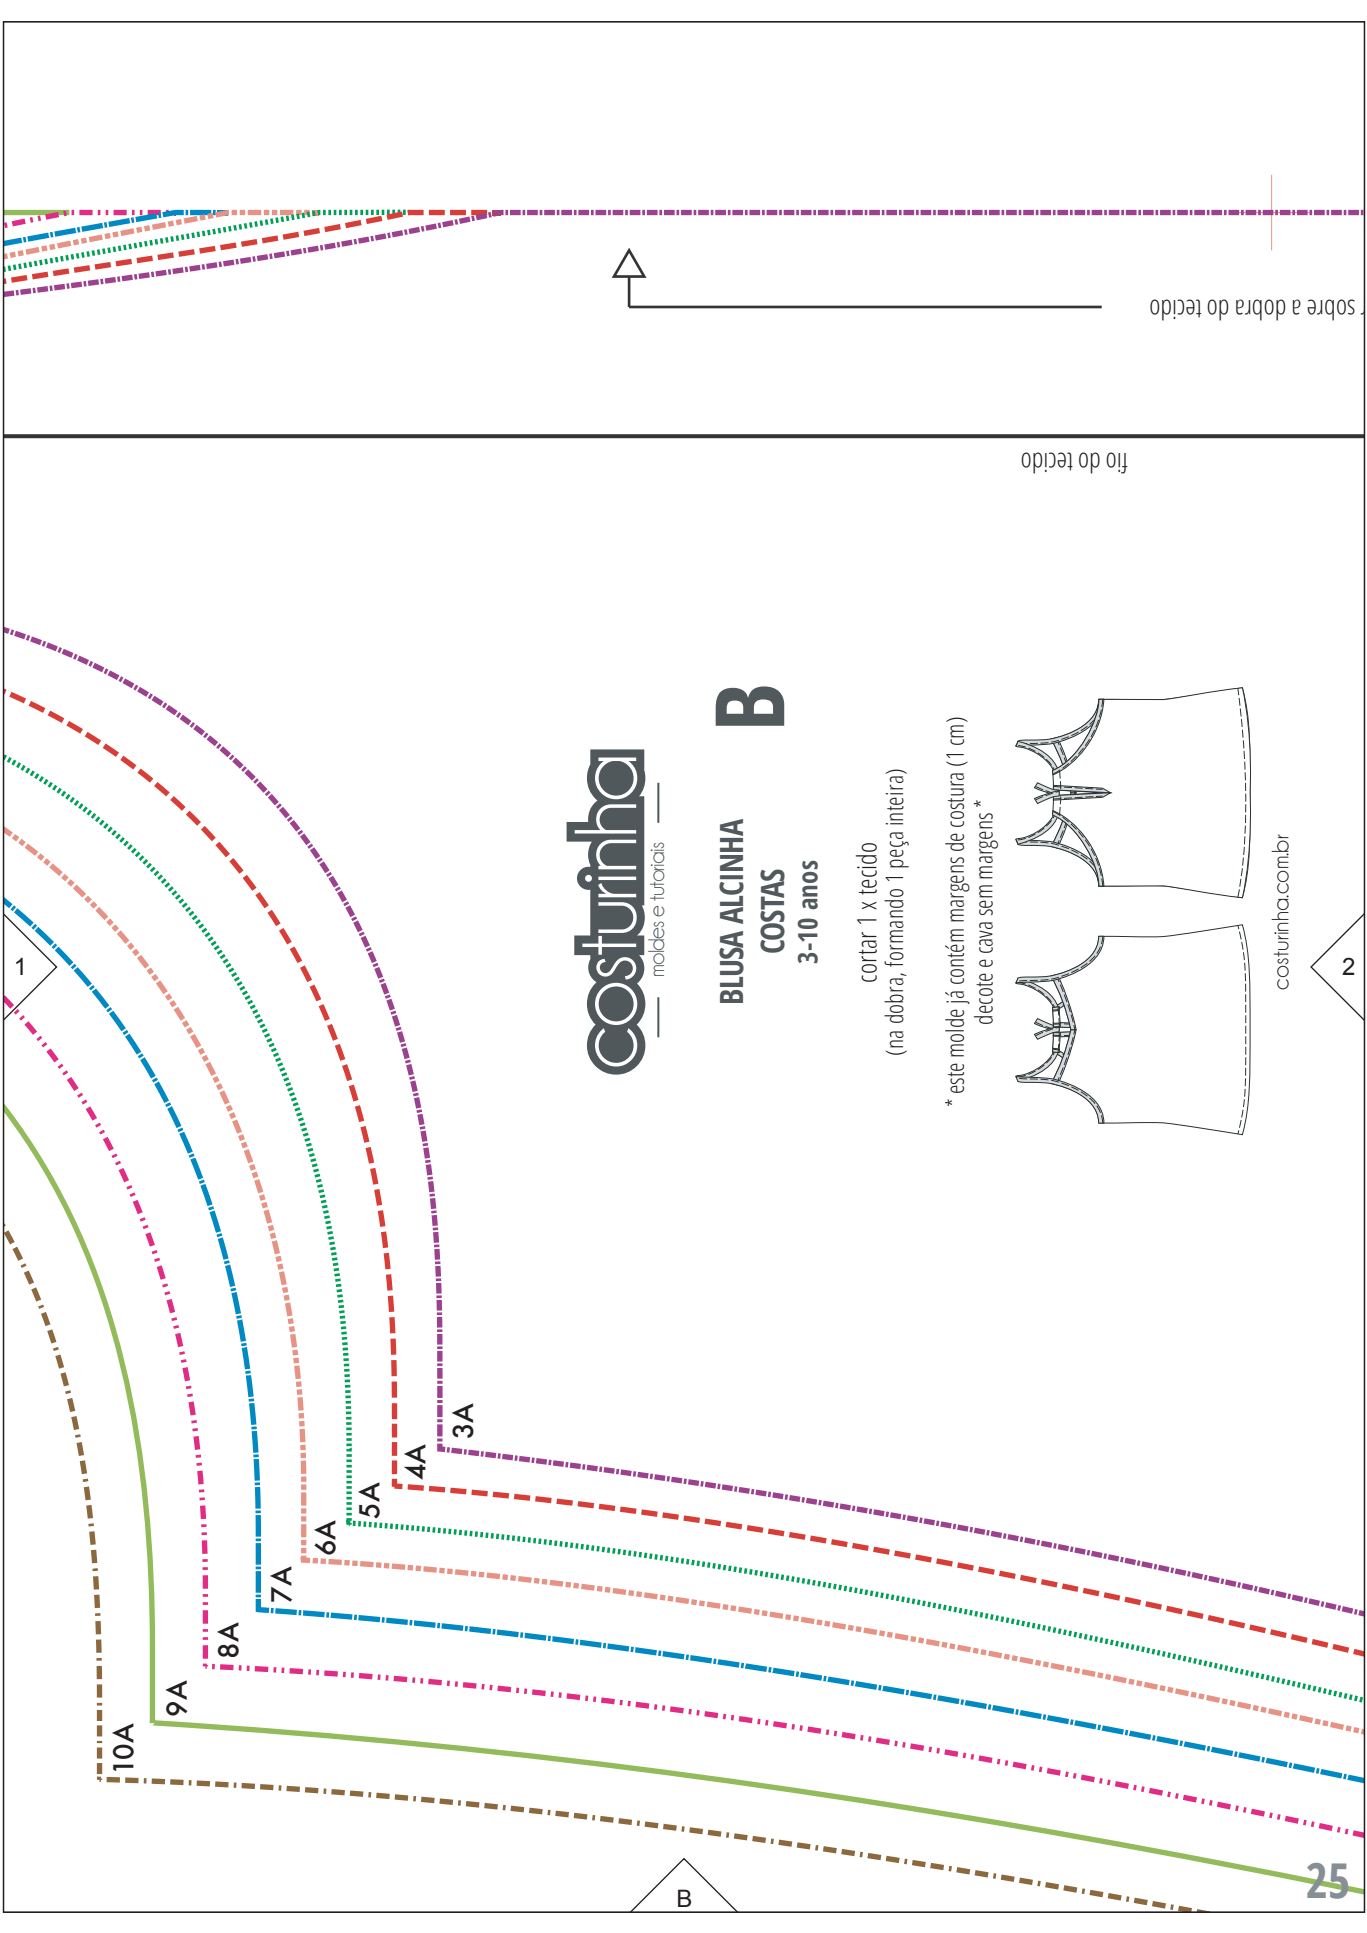 r sobre a dobra do tecido
fio do tecido
costurinha
moldes e tutoriais
B
BLUSA ALCINHA
COSTAS
3-10 anos
cortar 1 x tecido
(na dobra, formando 1 peça inteira)
* este molde já contém margens de costura (1 cm)
decote e cava sem margens *
costurinha.com.br
1
2
3A
4A
5A
6A
7A
8A
9A
10A
B
25